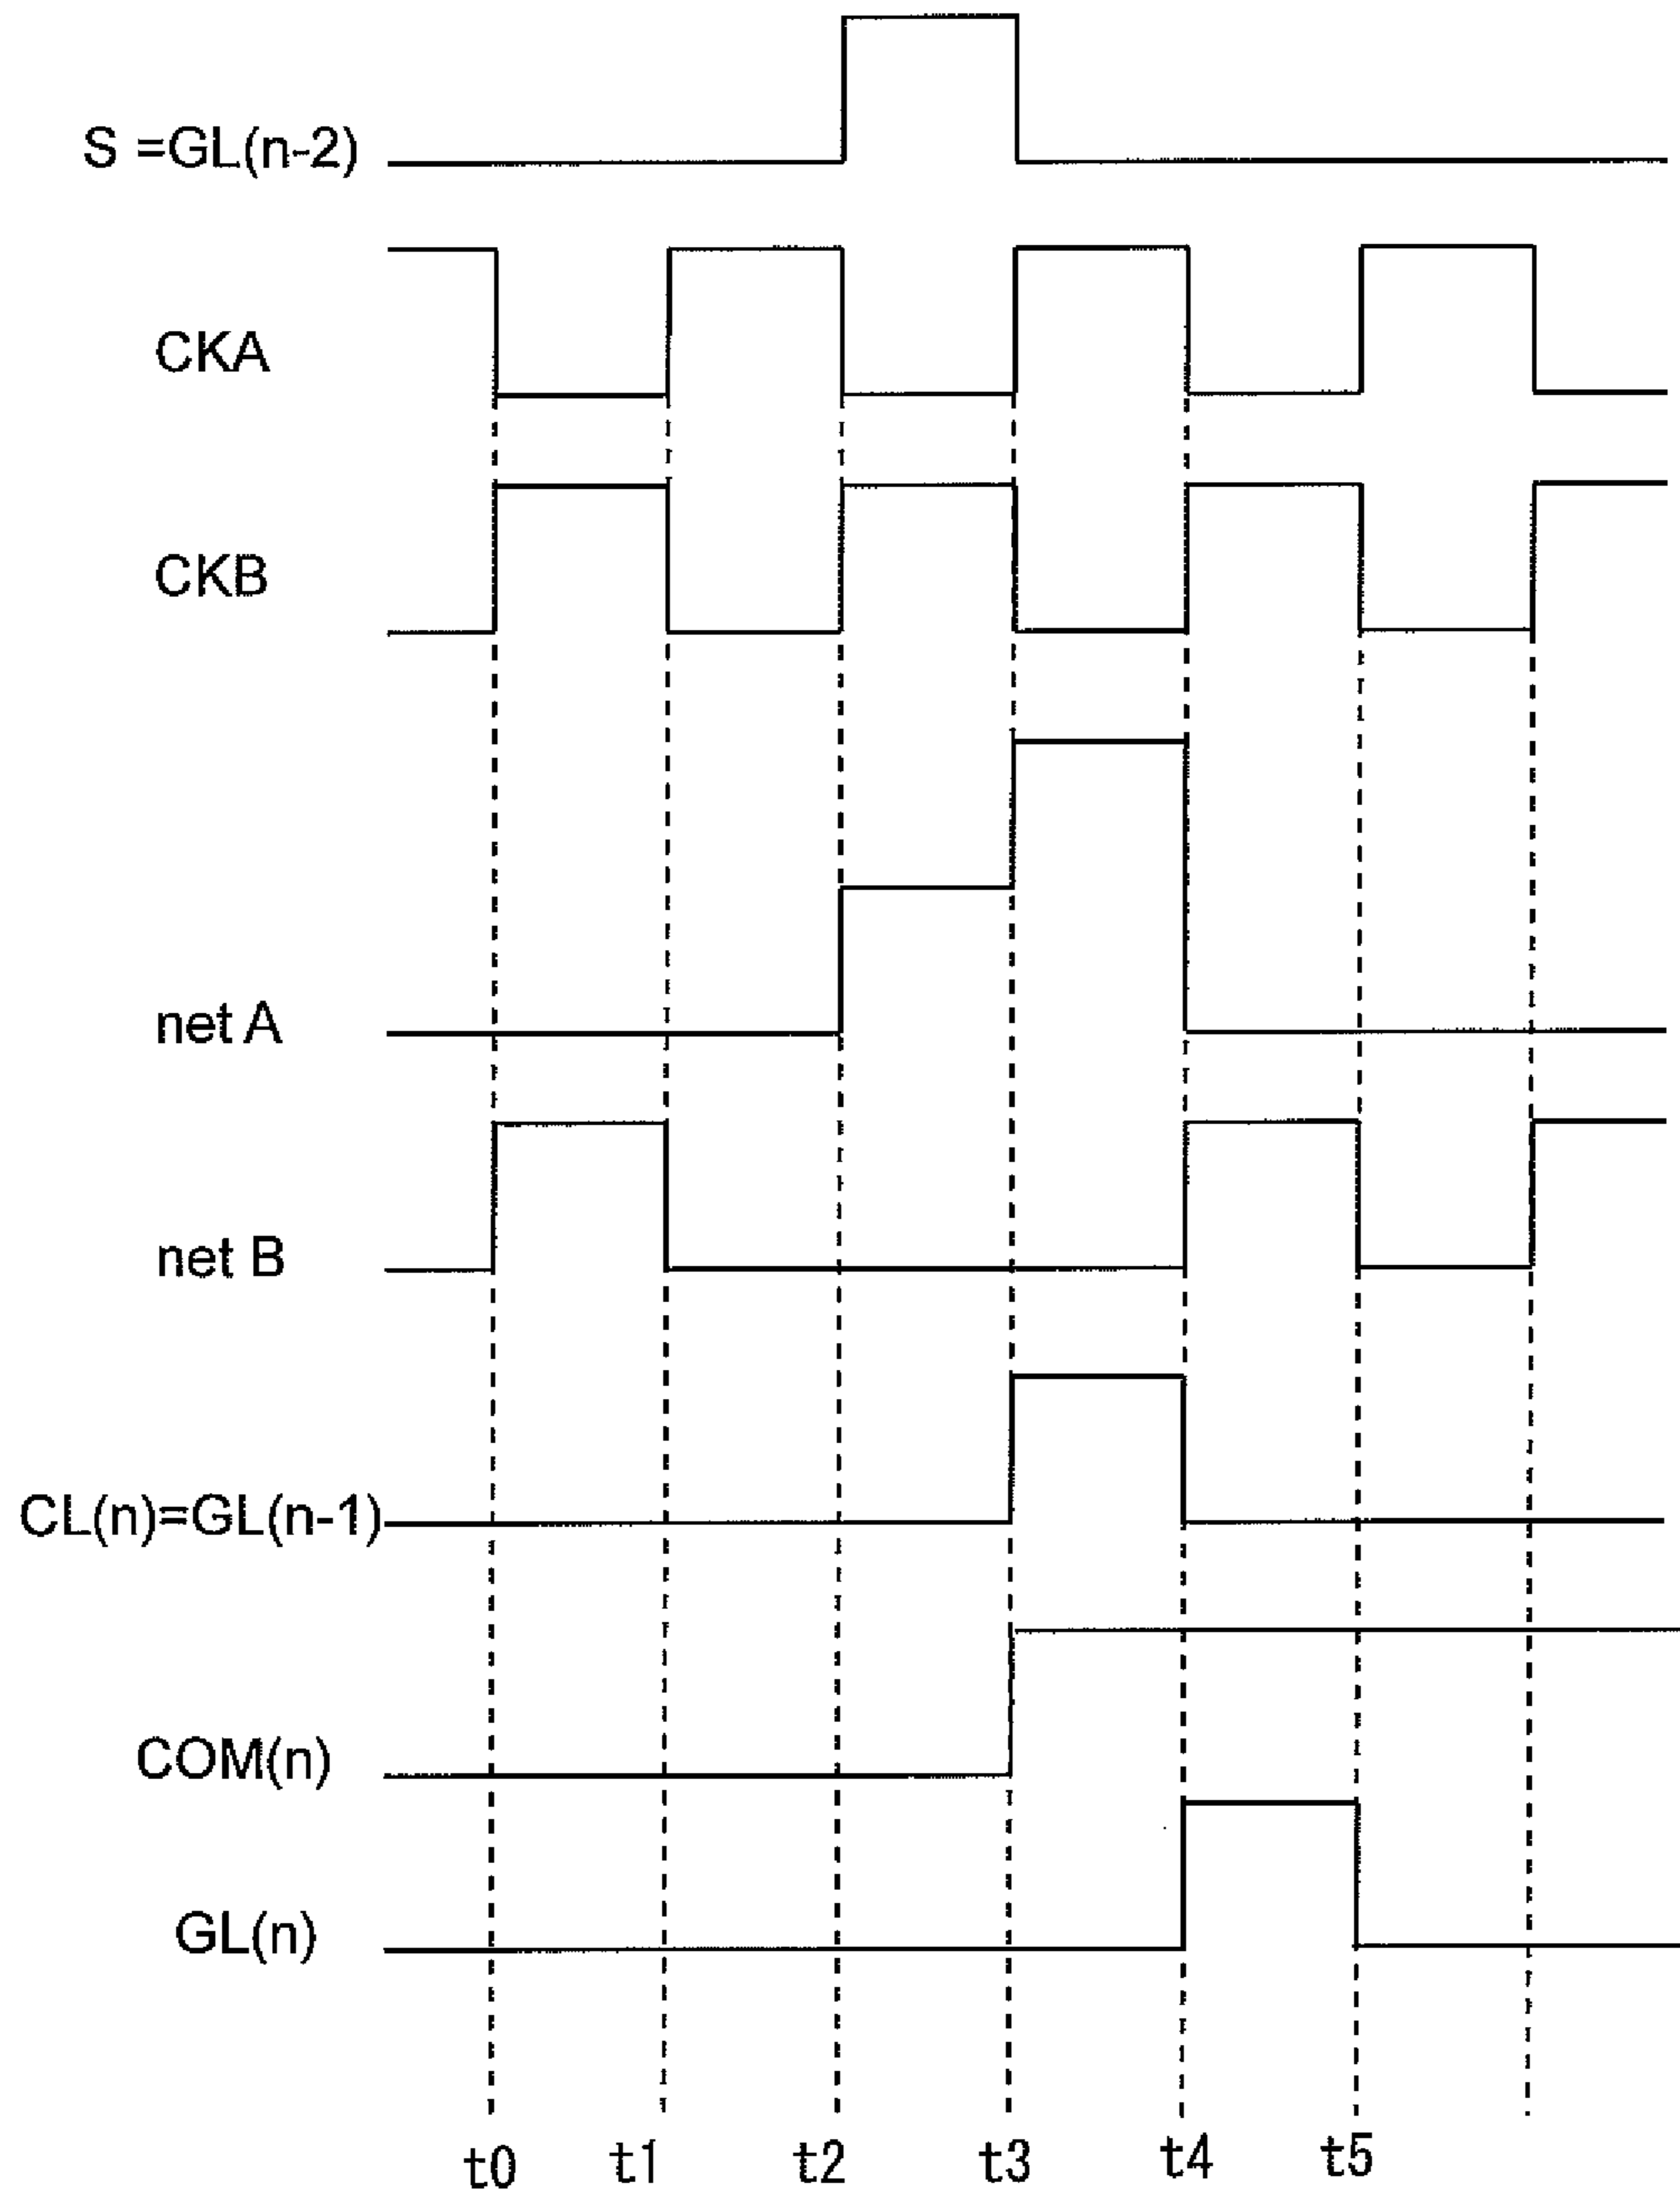 S =GL(n-2)
CKA
CKB
net A
net B
CL(n)=GL(n-1)
COM(n)
GL(n)
t0 t1 t2 t3 t4 t5